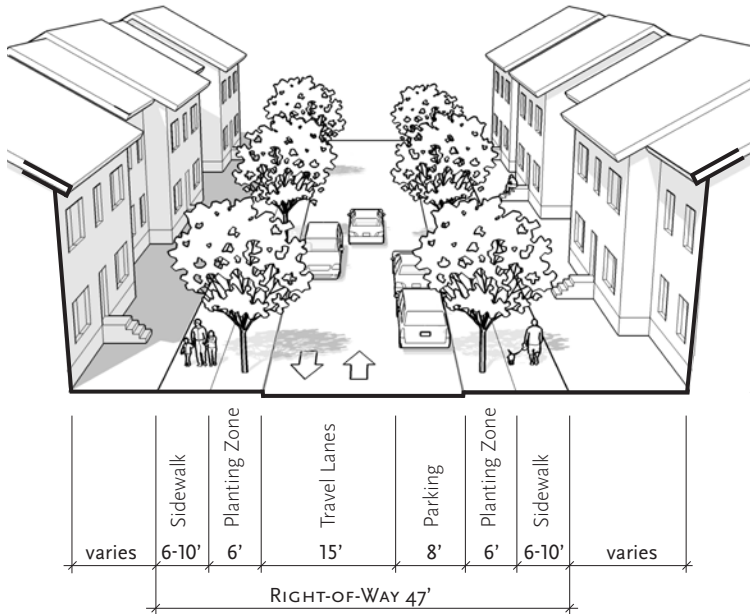 Sidewalk
Planting Zone
Travel Lanes
Parking
Planting Zone
Sidewalk
varies 6-10’ 6’ 15’ 8’ 6’ 6-10’ varies
Right-of-Way 47’